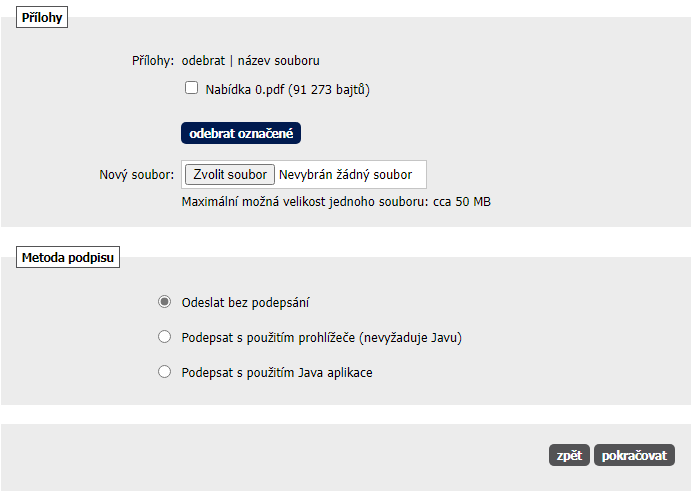 Přílohy
Přílohy: odebrat | název souboru
Nabídka 0.pdf (91 273 bajtů)
odebrat označené
Nový soubor: Zvolit soubor Nevybrán žádný soubor
Maximální možná velikost jednoho souboru: cca 50 MB
Metoda podpisu
Odeslat bez podepsání
Podepsat s použitím prohlížeče (nevyžaduje Javu)
Podepsat s použitím Java aplikace
zpět pokračovat